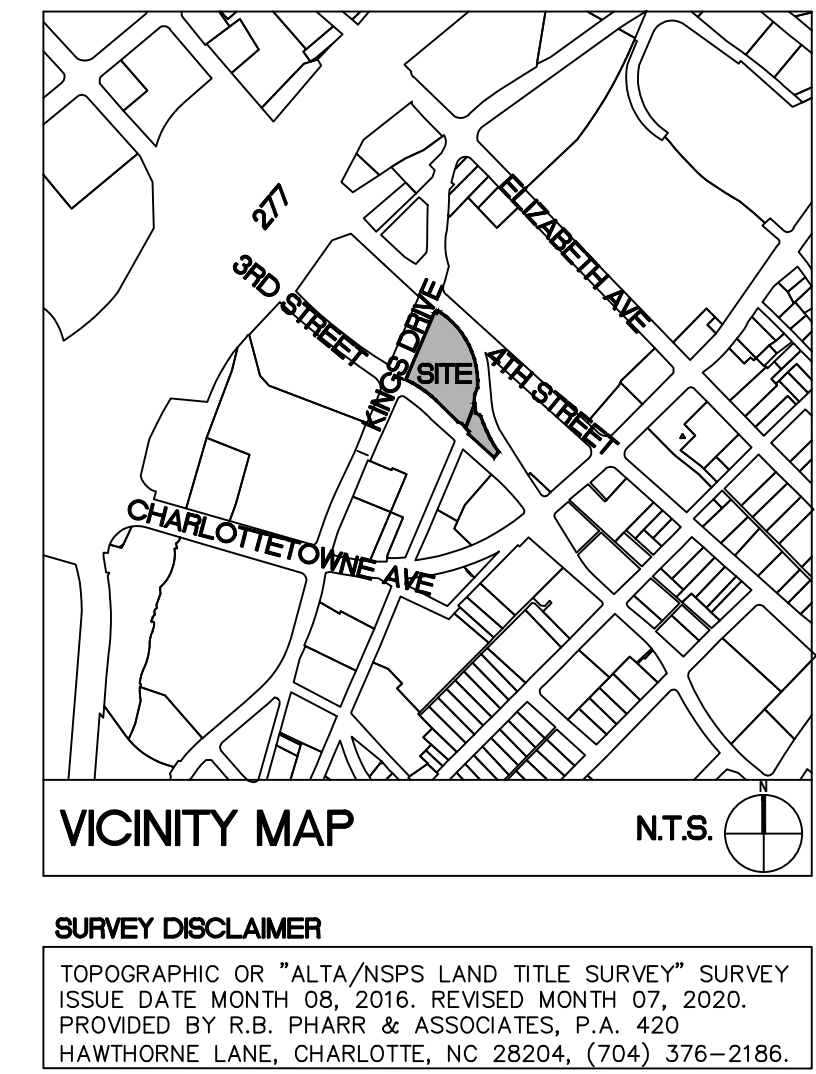 ELIZABETH AVE
277
3RD STREET
KINGS DRIVE
SITE
4TH STREET
CHARLOTTETOWNE AVE
VICINITY MAP
N.T.S.
N
SURVEY DISCLAIMER
TOPOGRAPHIC OR "ALTA/NSPS LAND TITLE SURVEY" SURVEY
ISSUE DATE MONTH 08, 2016. REVISED MONTH 07, 2020.
PROVIDED BY R.B. PHARR & ASSOCIATES, P.A. 420
HAWTHORNE LANE, CHARLOTTE, NC 28204, (704) 376-2186.